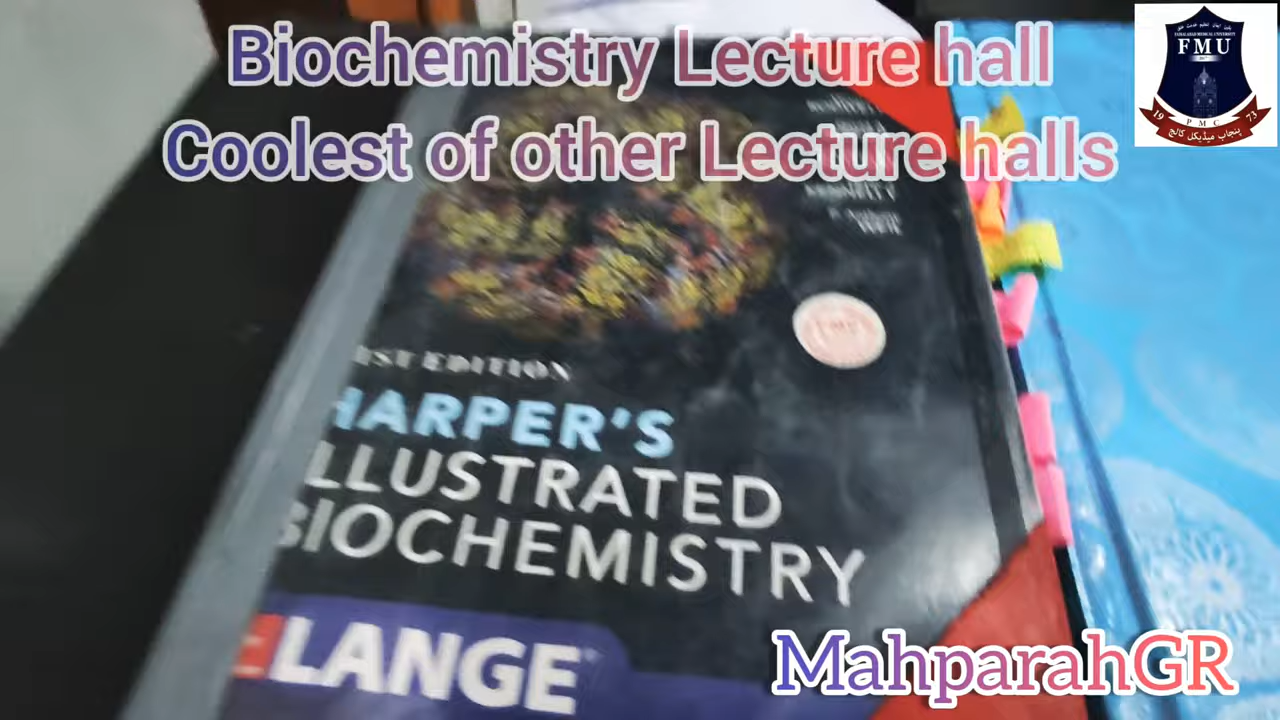 Biochemistry Lecture hall
Coolest of other Lecture halls
FMU
PMC
19 73
پنجاب میڈیکل کالج
WEIL
EDITION
HARPER'S
ILLUSTRATED
BIOCHEMISTRY
LANGE
MahparahGR